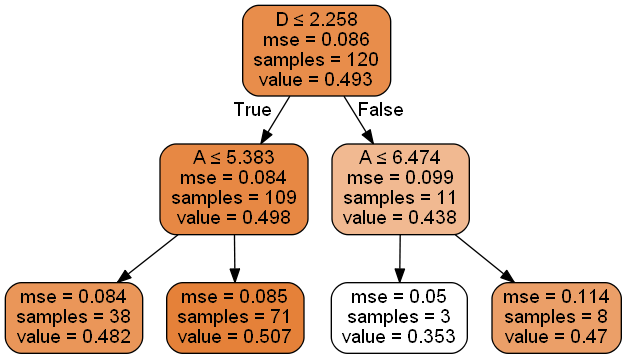 D ≤ 2.258
mse = 0.086
samples = 120
value = 0.493
True
False
A ≤ 5.383
mse = 0.084
samples = 109
value = 0.498
A ≤ 6.474
mse = 0.099
samples = 11
value = 0.438
mse = 0.084
samples = 38
value = 0.482
mse = 0.085
samples = 71
value = 0.507
mse = 0.05
samples = 3
value = 0.353
mse = 0.114
samples = 8
value = 0.47